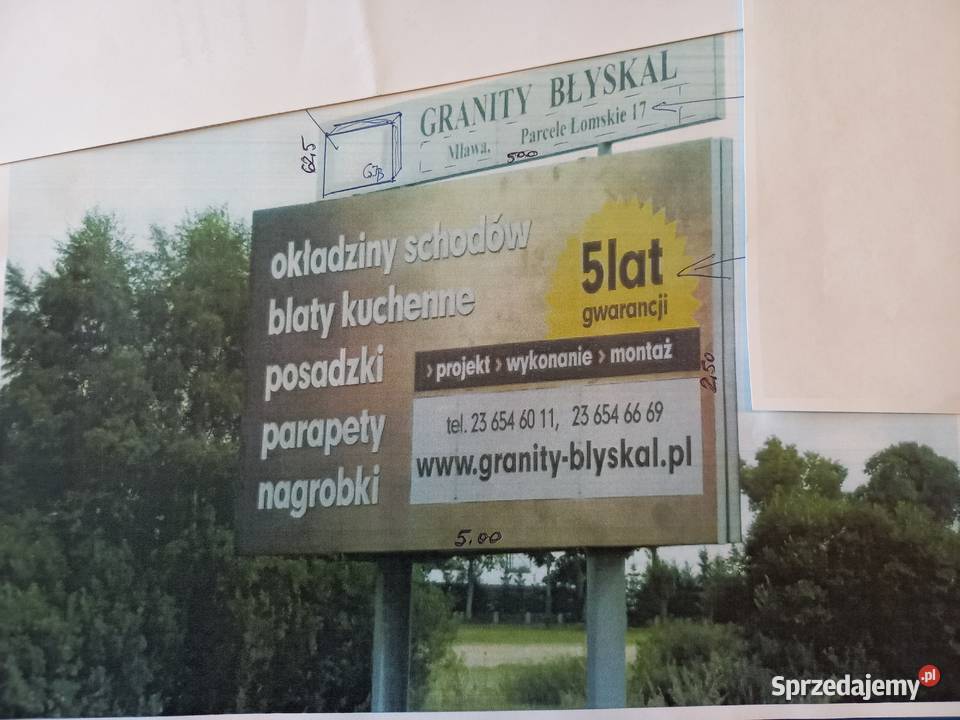 GRANITY BŁYSKAL
Mława, Parcele Łomskie 17
62,5
GJB
500
okładziny schodów
blaty kuchenne
posadzki
parapety
nagrobki
5lat
gwarancji
› projekt › wykonanie › montaż
tel. 23 654 60 11, 23 654 66 69
www.granity-blyskal.pl
2,50
5.00
Sprzedajemy.pl